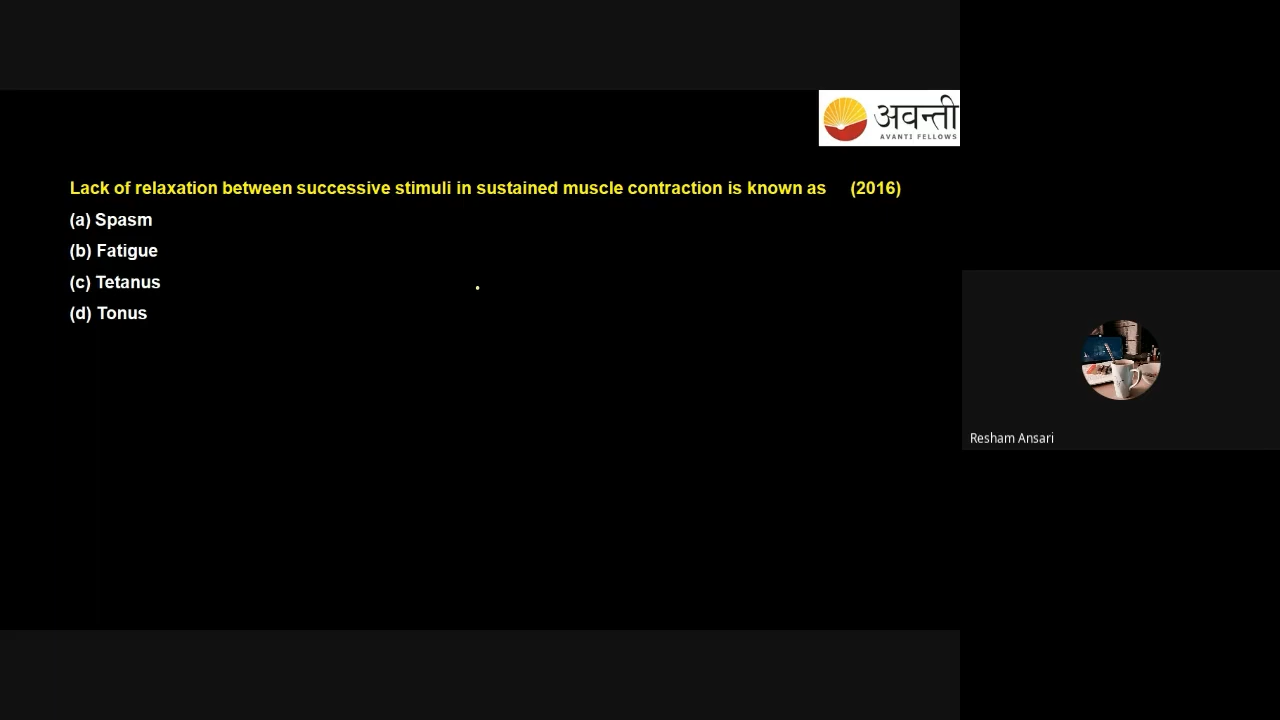 अवन्ती
AVANTI FELLOWS
Lack of relaxation between successive stimuli in sustained muscle contraction is known as (2016)
(a) Spasm
(b) Fatigue
(c) Tetanus
(d) Tonus
Resham Ansari